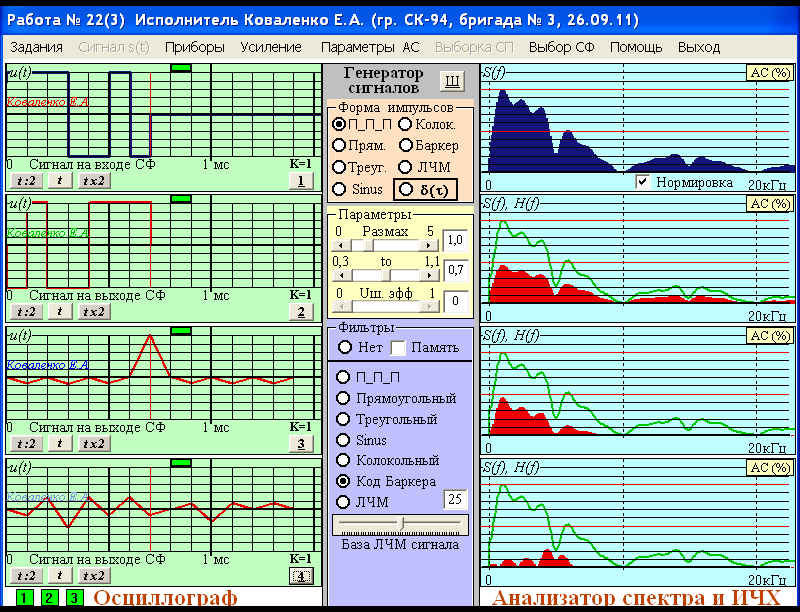 Работа № 22(3) Исполнитель Коваленко Е.А. (гр. СК-94, бригада № 3, 26.09.11)
Задания Сигнал s(t) Приборы Усиление Параметры АС Выборка СП Выбор СФ Помощь Выход
u(t)
Коваленко Е.А
0 Сигнал на входе СФ 1 мс K=1
t:2 t t x2 1
u(t)
Коваленко Е.А
0 Сигнал на выходе СФ 1 мс K=1
t:2 t t x2 2
u(t)
Коваленко Е.А
0 Сигнал на выходе СФ 1 мс K=1
t:2 t t x2 3
u(t)
Коваленко Е.А
0 Сигнал на выходе СФ 1 мс K=1
t:2 t t x2 4
1 2 3 Осциллограф
Генератор сигналов Ш
Форма импульсов
П_П_П Колок.
Прям. Баркер
Треуг. ЛЧМ
Sinus δ(τ)
Параметры
0 Размах 5 1,0
0,3 to 1,1 0,7
0 Uш. эфф 1 0
Фильтры
Нет Память
П_П_П
Прямоугольный
Треугольный
Sinus
Колокольный
Код Баркера
ЛЧМ 25
База ЛЧМ сигнала
S(f) АС (%)
0 Нормировка 20кГц
S(f), H(f) АС (%)
0 20кГц
S(f), H(f) АС (%)
0 20кГц
S(f), H(f) АС (%)
0 20кГц
Анализатор спектра и ИЧХ